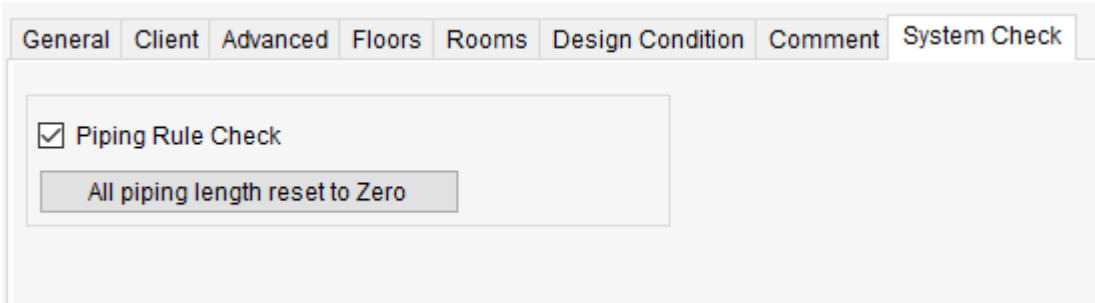 General Client Advanced Floors Rooms Design Condition Comment System Check
Piping Rule Check
All piping length reset to Zero